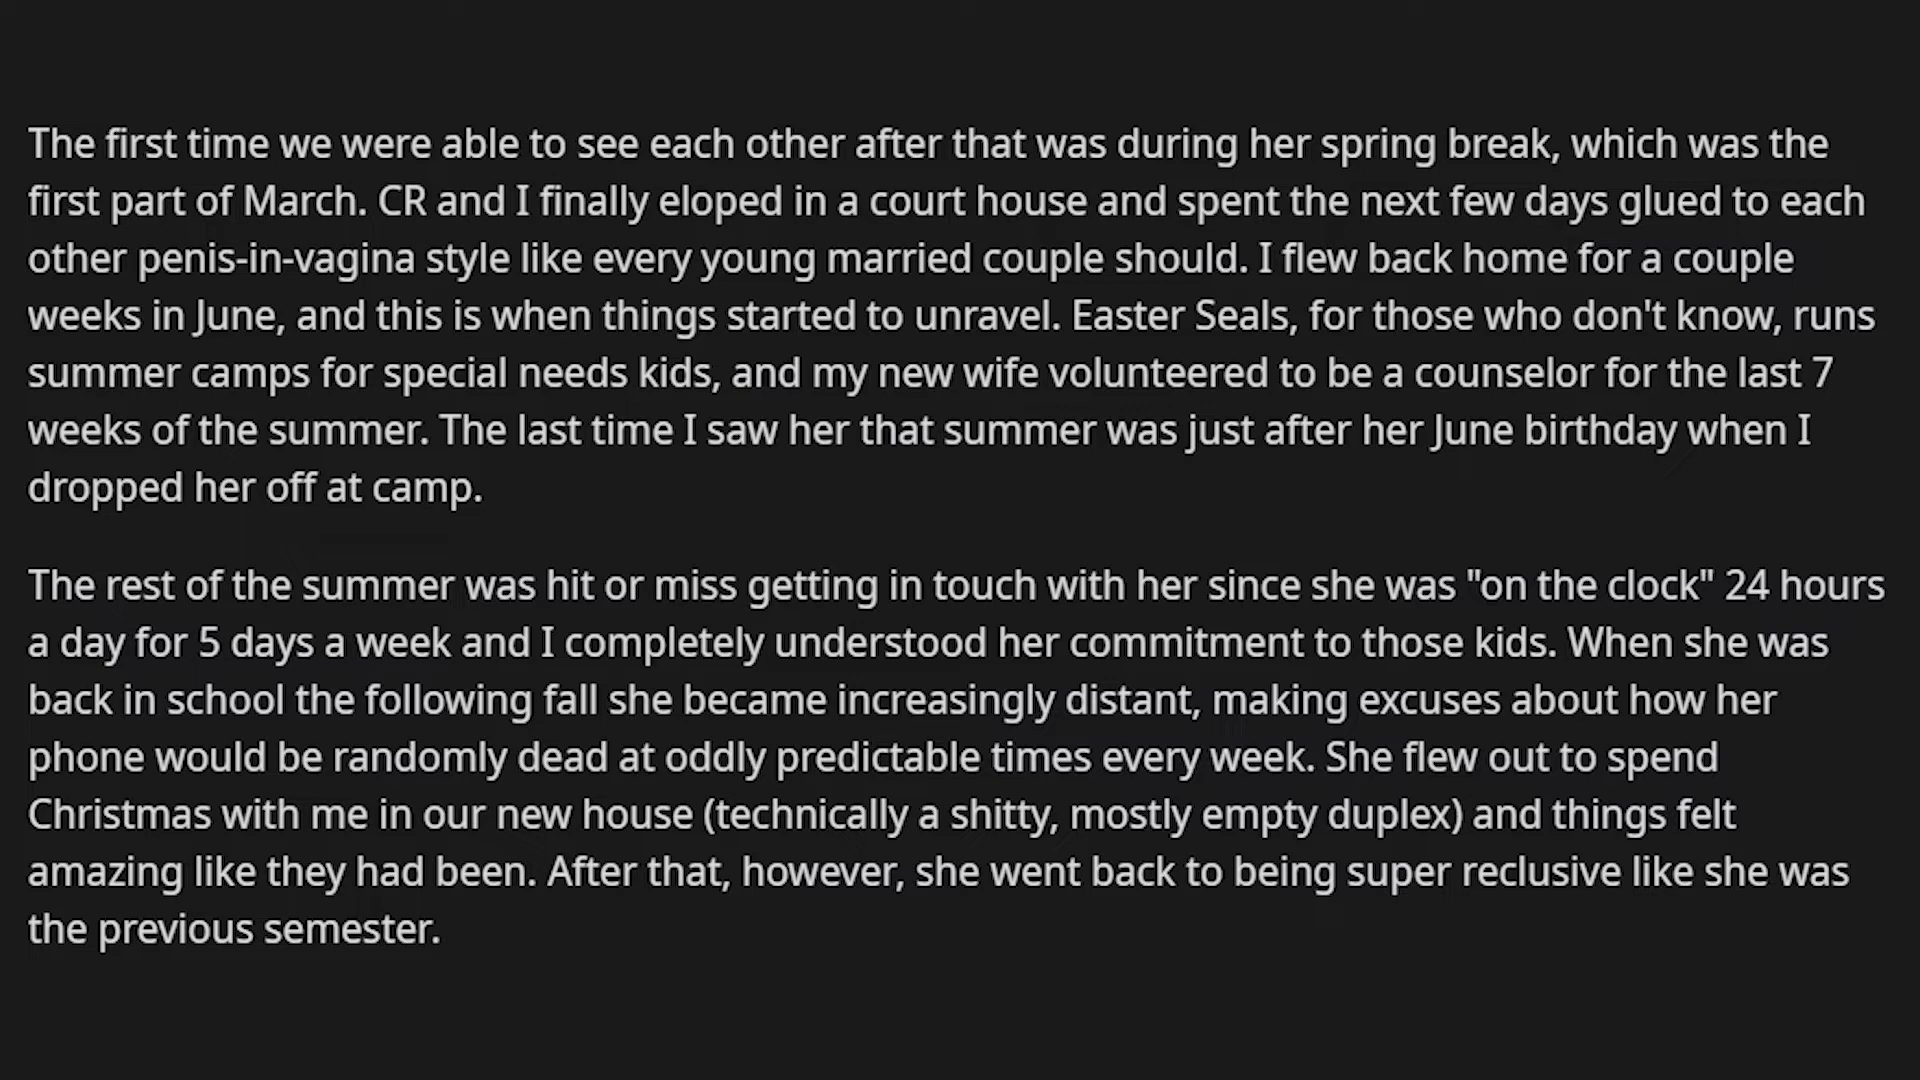 The first time we were able to see each other after that was during her spring break, which was the
first part of March. CR and I finally eloped in a court house and spent the next few days glued to each
other penis-in-vagina style like every young married couple should. I flew back home for a couple
weeks in June, and this is when things started to unravel. Easter Seals, for those who don't know, runs
summer camps for special needs kids, and my new wife volunteered to be a counselor for the last 7
weeks of the summer. The last time I saw her that summer was just after her June birthday when I
dropped her off at camp.
The rest of the summer was hit or miss getting in touch with her since she was "on the clock" 24 hours
a day for 5 days a week and I completely understood her commitment to those kids. When she was
back in school the following fall she became increasingly distant, making excuses about how her
phone would be randomly dead at oddly predictable times every week. She flew out to spend
Christmas with me in our new house (technically a shitty, mostly empty duplex) and things felt
amazing like they had been. After that, however, she went back to being super reclusive like she was
the previous semester.